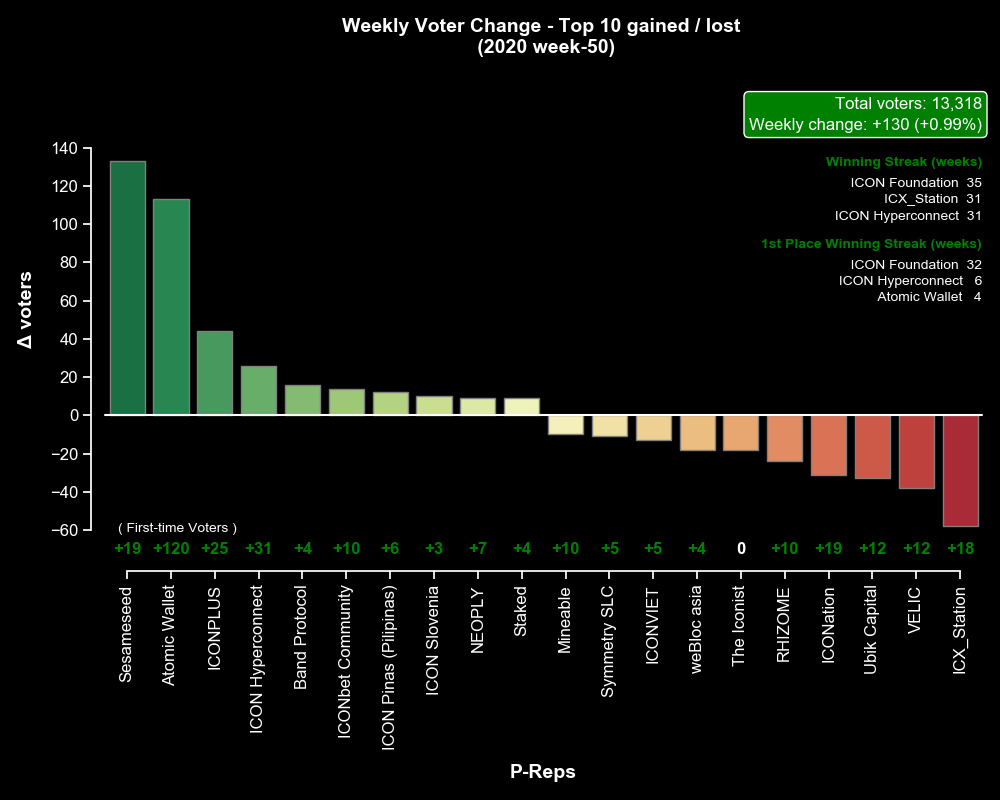 Weekly Voter Change - Top 10 gained / lost
(2020 week-50)
Total voters: 13,318
Weekly change: +130 (+0.99%)
Winning Streak (weeks)
ICON Foundation 35
ICX_Station 31
ICON Hyperconnect 31
1st Place Winning Streak (weeks)
ICON Foundation 32
ICON Hyperconnect 6
Atomic Wallet 4
Δ voters
140
120
100
80
60
40
20
0
−20
−40
−60
( First-time Voters )
+19 +120 +25 +31 +4 +10 +6 +3 +7 +4 +10 +5 +5 +4 0 +10 +19 +12 +12 +18
Sesameseed
Atomic Wallet
ICONPLUS
ICON Hyperconnect
Band Protocol
ICONbet Community
ICON Pinas (Pilipinas)
ICON Slovenia
NEOPLY
Staked
Mineable
Symmetry SLC
ICONVIET
weBloc asia
The Iconist
RHIZOME
ICONation
Ubik Capital
VELIC
ICX_Station
P-Reps